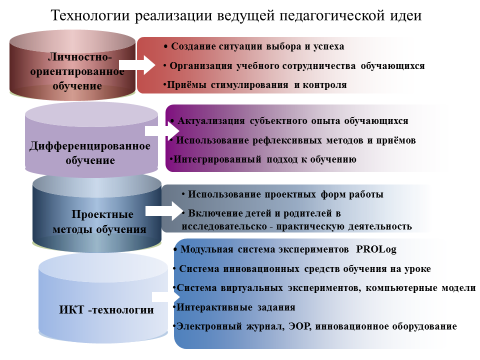 Технологии реализации ведущей педагогической идеи
Личностно-
ориентированное
обучение
• Создание ситуации выбора и успеха
• Организация учебного сотрудничества обучающихся
• Приёмы стимулирования и контроля
Дифференцированное
обучение
• Актуализация субъектного опыта обучающихся
• Использование рефлексивных методов и приёмов
• Интегрированный подход к обучению
Проектные
методы обучения
• Использование проектных форм работы
• Включение детей и родителей в
исследовательско - практическую деятельность
ИКТ -технологии
• Модульная система экспериментов PROLog
• Система инновационных средств обучения на уроке
• Система виртуальных экспериментов, компьютерные модели
• Интерактивные задания
• Электронный журнал, ЭОР, инновационное оборудование